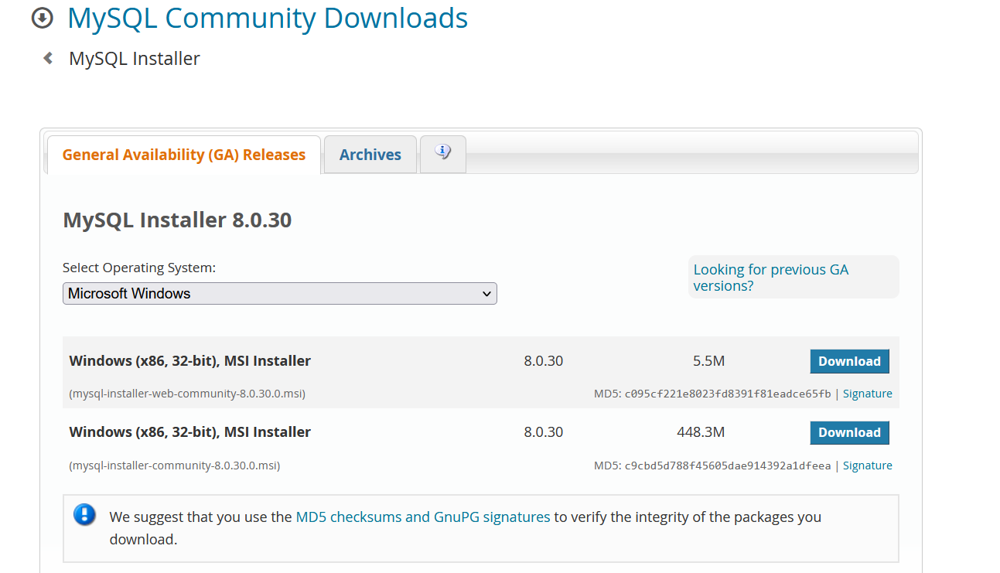 MySQL Community Downloads
MySQL Installer
General Availability (GA) Releases
Archives
MySQL Installer 8.0.30
Select Operating System:
Microsoft Windows
Looking for previous GA
versions?
Windows (x86, 32-bit), MSI Installer 8.0.30 5.5M Download
(mysql-installer-web-community-8.0.30.0.msi) MD5: c095cf221e8023fd8391f81eadce65fb | Signature
Windows (x86, 32-bit), MSI Installer 8.0.30 448.3M Download
(mysql-installer-community-8.0.30.0.msi) MD5: c9cbd5d788f45605dae914392a1dfeea | Signature
We suggest that you use the MD5 checksums and GnuPG signatures to verify the integrity of the packages you
download.